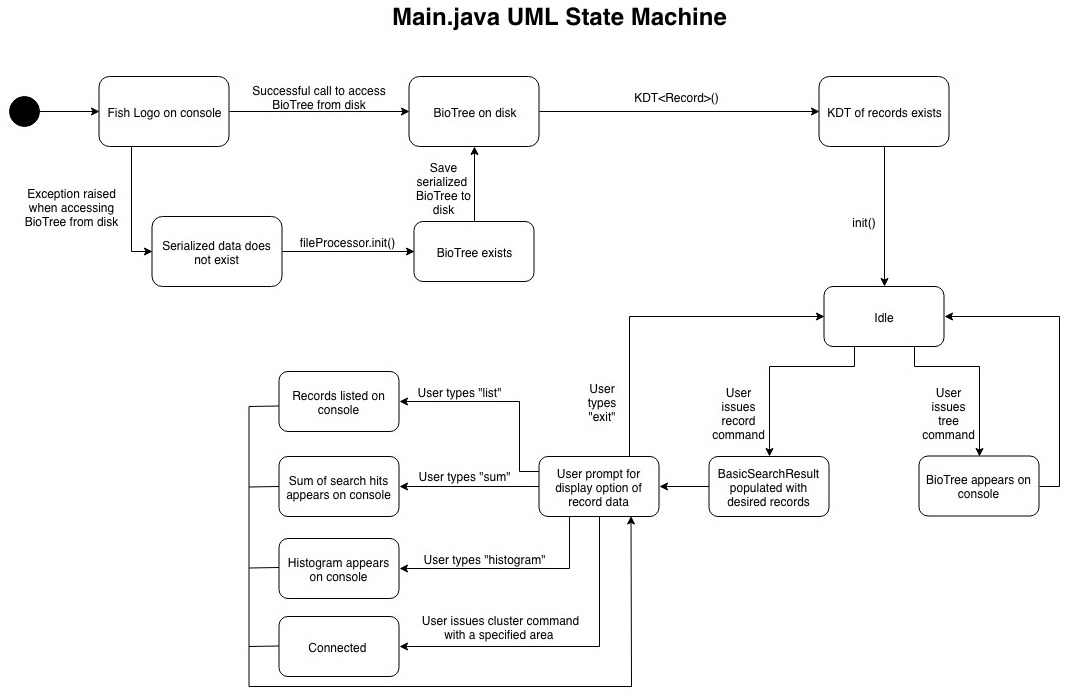 Main.java UML State Machine
Fish Logo on console
Successful call to access
BioTree from disk
BioTree on disk
KDT<Record>()
KDT of records exists
Exception raised
when accessing
BioTree from disk
Save
serialized
BioTree to
disk
Serialized data does
not exist
fileProcessor.init()
BioTree exists
init()
Idle
User
issues
record
command
User
issues
tree
command
User
types
"exit"
Records listed on
console
User types "list"
Sum of search hits
appears on console
User types "sum"
User prompt for
display option of
record data
BasicSearchResult
populated with
desired records
BioTree appears on
console
Histogram appears
on console
User types "histogram"
Connected
User issues cluster command
with a specified area